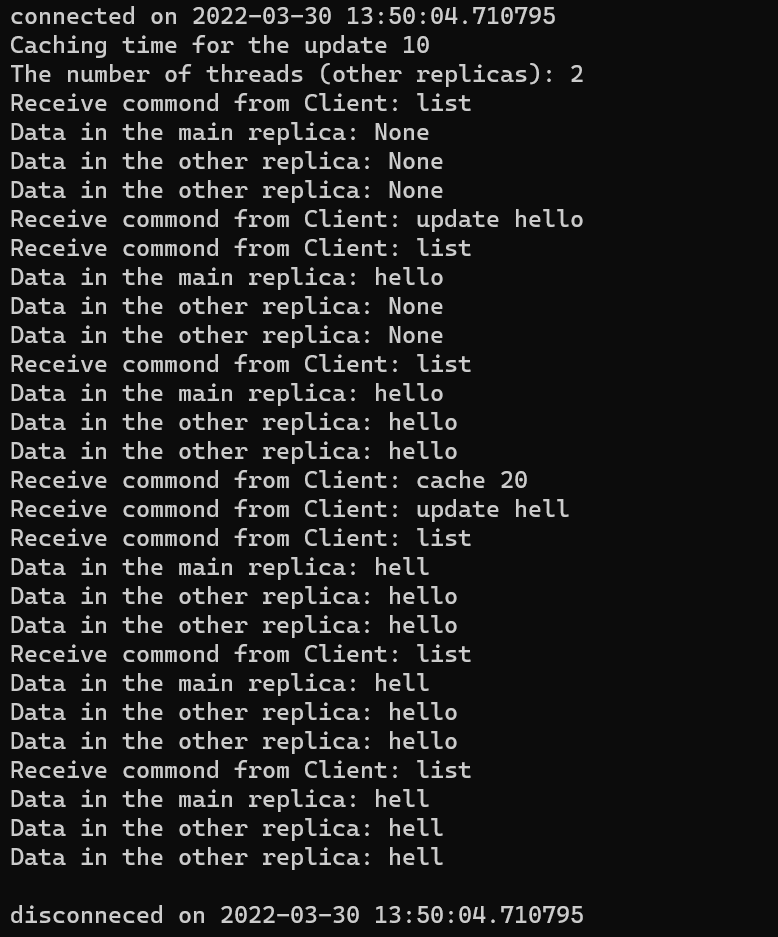 connected on 2022-03-30 13:50:04.710795
Caching time for the update 10
The number of threads (other replicas): 2
Receive commond from Client: list
Data in the main replica: None
Data in the other replica: None
Data in the other replica: None
Receive commond from Client: update hello
Receive commond from Client: list
Data in the main replica: hello
Data in the other replica: None
Data in the other replica: None
Receive commond from Client: list
Data in the main replica: hello
Data in the other replica: hello
Data in the other replica: hello
Receive commond from Client: cache 20
Receive commond from Client: update hell
Receive commond from Client: list
Data in the main replica: hell
Data in the other replica: hello
Data in the other replica: hello
Receive commond from Client: list
Data in the main replica: hell
Data in the other replica: hello
Data in the other replica: hello
Receive commond from Client: list
Data in the main replica: hell
Data in the other replica: hell
Data in the other replica: hell
disconneced on 2022-03-30 13:50:04.710795